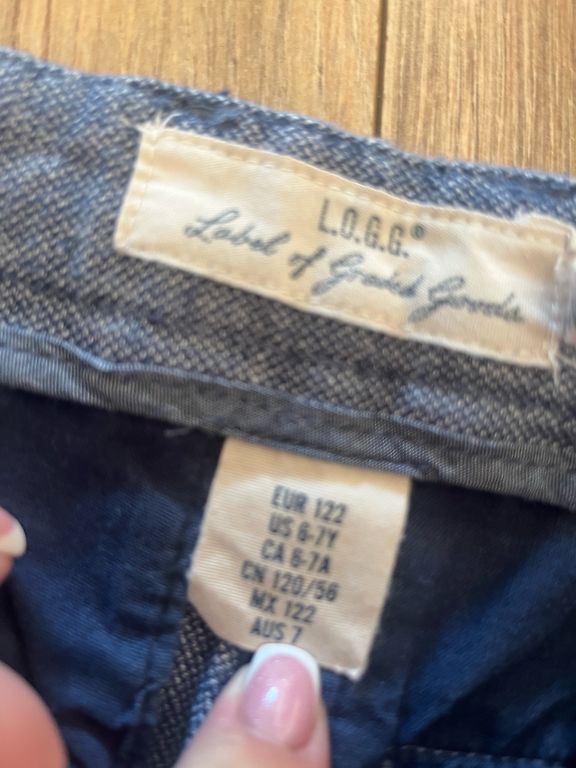 L.O.G.G.®
Label of Graded Goods
EUR 122
US 6-7Y
CA 6-7A
CN 120/56
MX 122
AUS 7